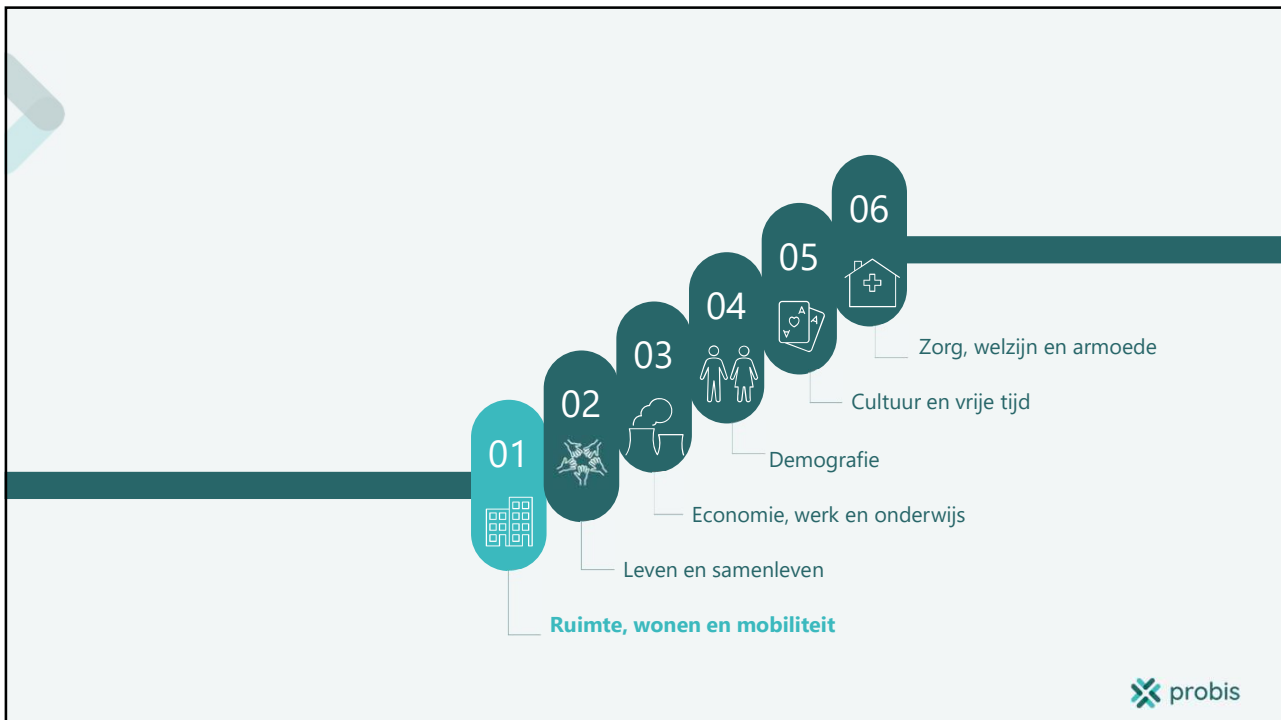 06
Zorg, welzijn en armoede
05
Cultuur en vrije tijd
04
Demografie
03
Economie, werk en onderwijs
02
Leven en samenleven
01
Ruimte, wonen en mobiliteit
A
A
A
probis